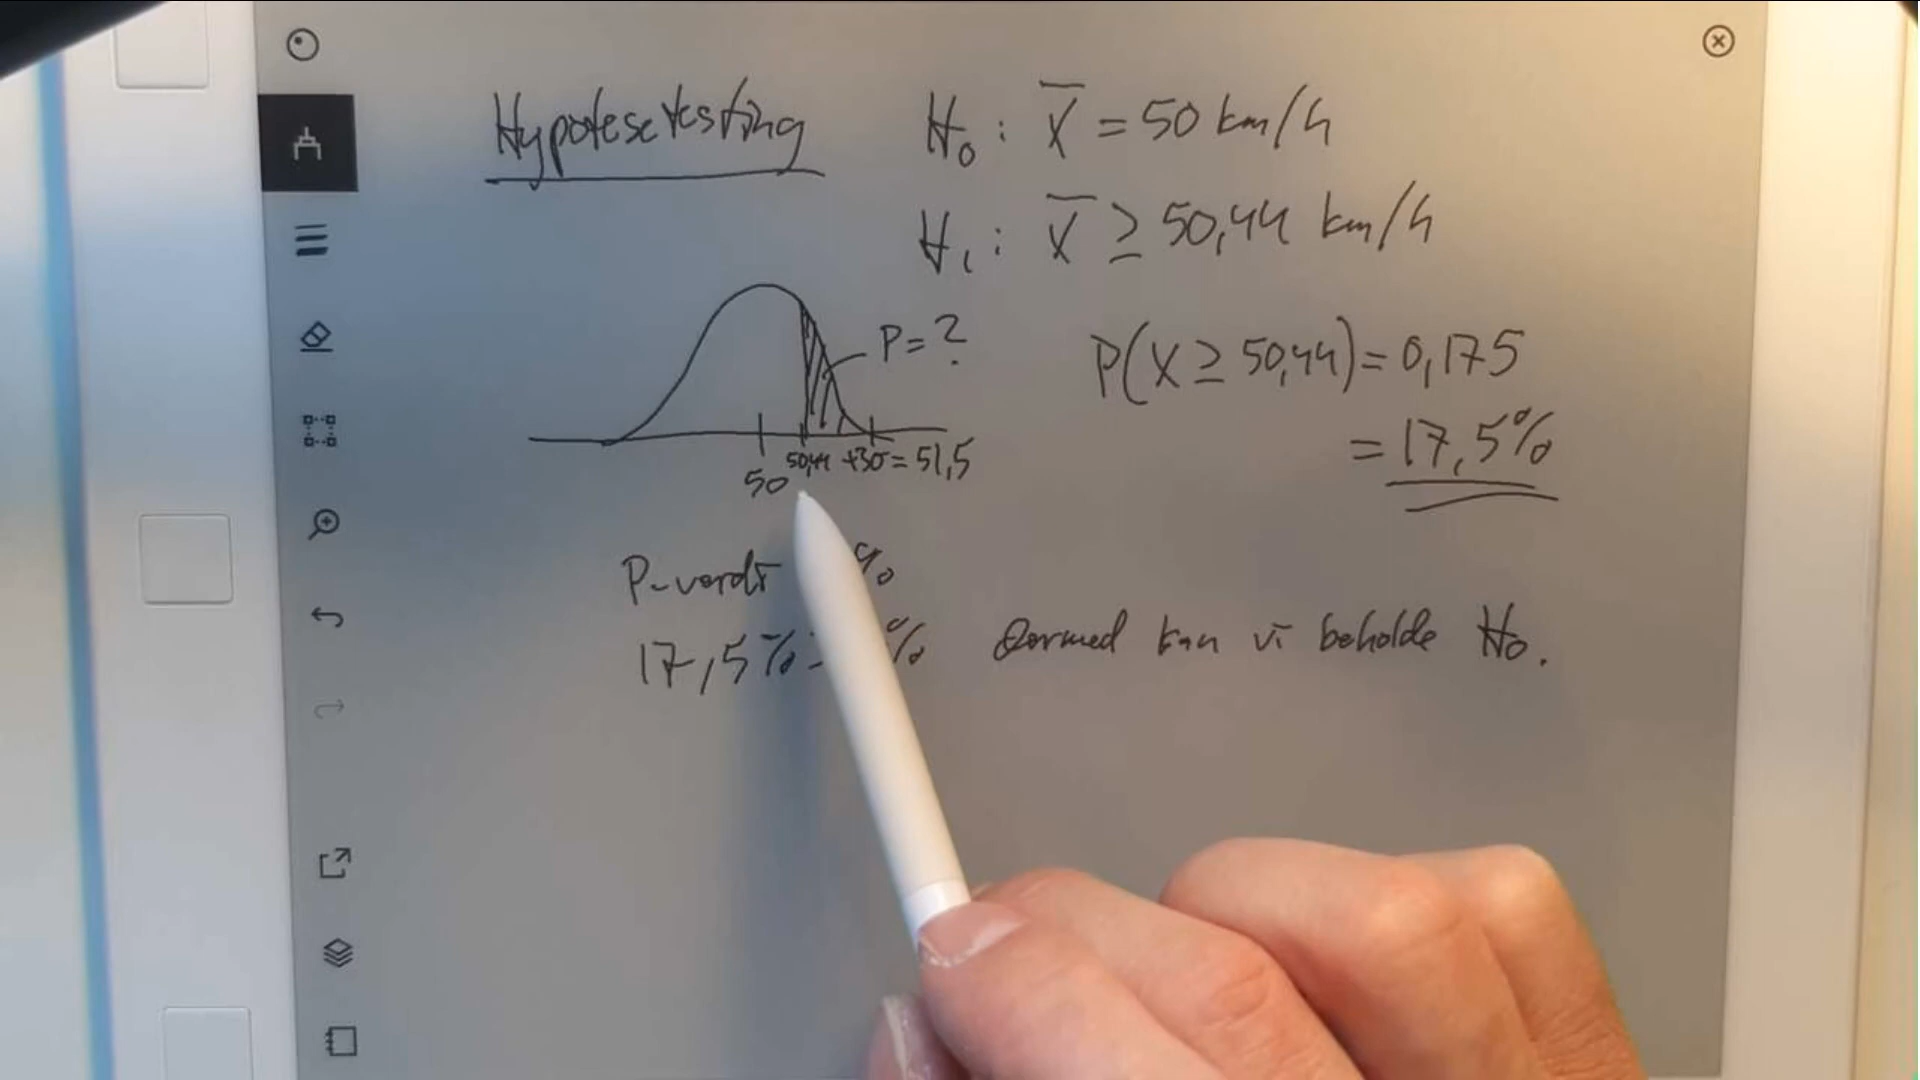 Hypotesetesting
H₀: X̄ = 50 km/h
H₁: X̄ ≥ 50,44 km/h
P = ?
P(X ≥ 50,44) = 0,175
= 17,5%
50 50,44 +3σ = 51,5
P-verdi %
17,5% %
Dermed kan vi beholde H₀.